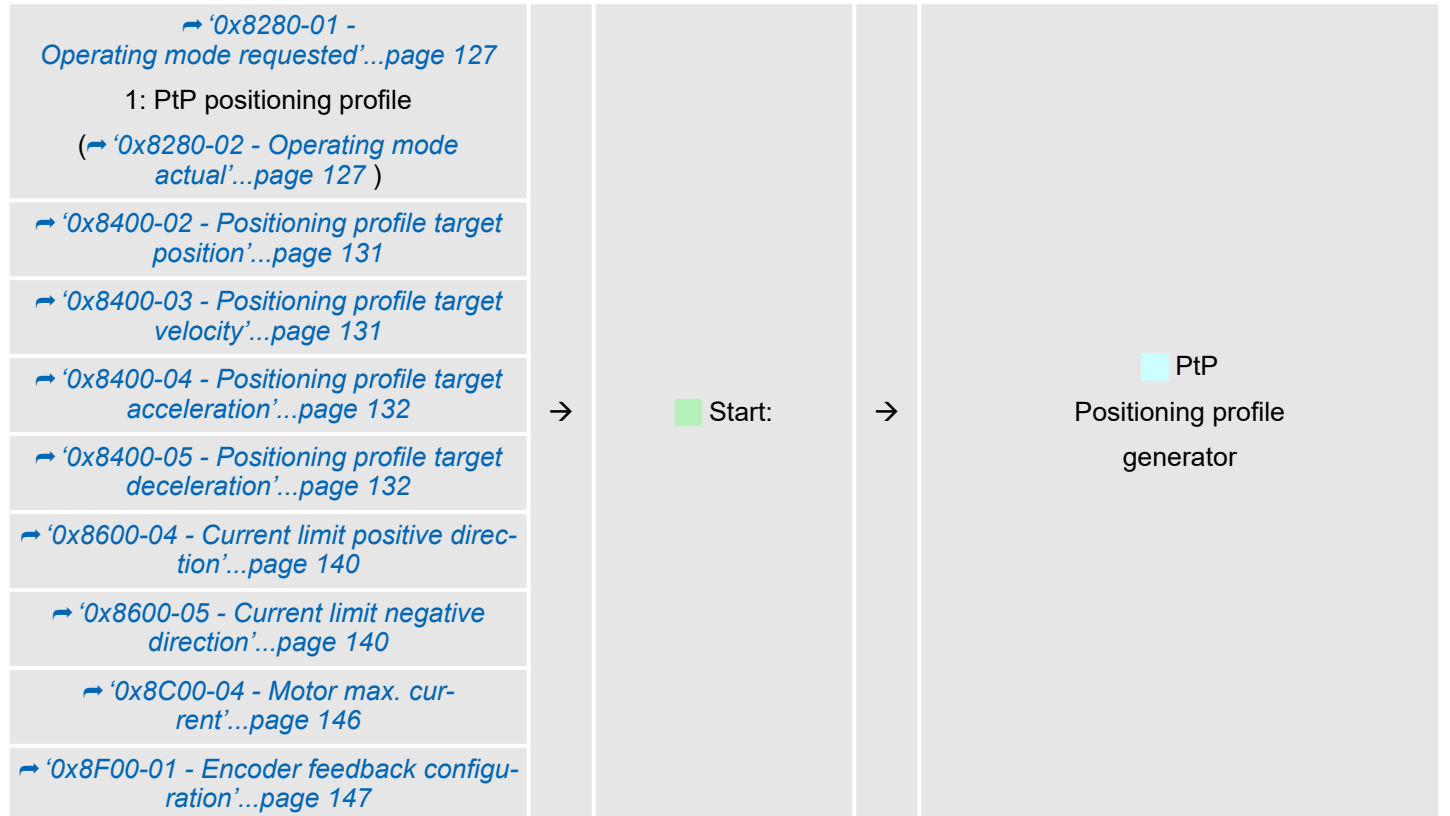 ➦ ‘0x8280-01 -
Operating mode requested’...page 127
1: PtP positioning profile
(➦ ‘0x8280-02 - Operating mode
actual’...page 127 )
➦ ‘0x8400-02 - Positioning profile target
position’...page 131
➦ ‘0x8400-03 - Positioning profile target
velocity’...page 131
➦ ‘0x8400-04 - Positioning profile target
acceleration’...page 132
➦ ‘0x8400-05 - Positioning profile target
deceleration’...page 132
➦ ‘0x8600-04 - Current limit positive direc-
tion’...page 140
➦ ‘0x8600-05 - Current limit negative
direction’...page 140
➦ ‘0x8C00-04 - Motor max. cur-
rent’...page 146
➦ ‘0x8F00-01 - Encoder feedback configu-
ration’...page 147
→
Start:
→
PtP
Positioning profile
generator